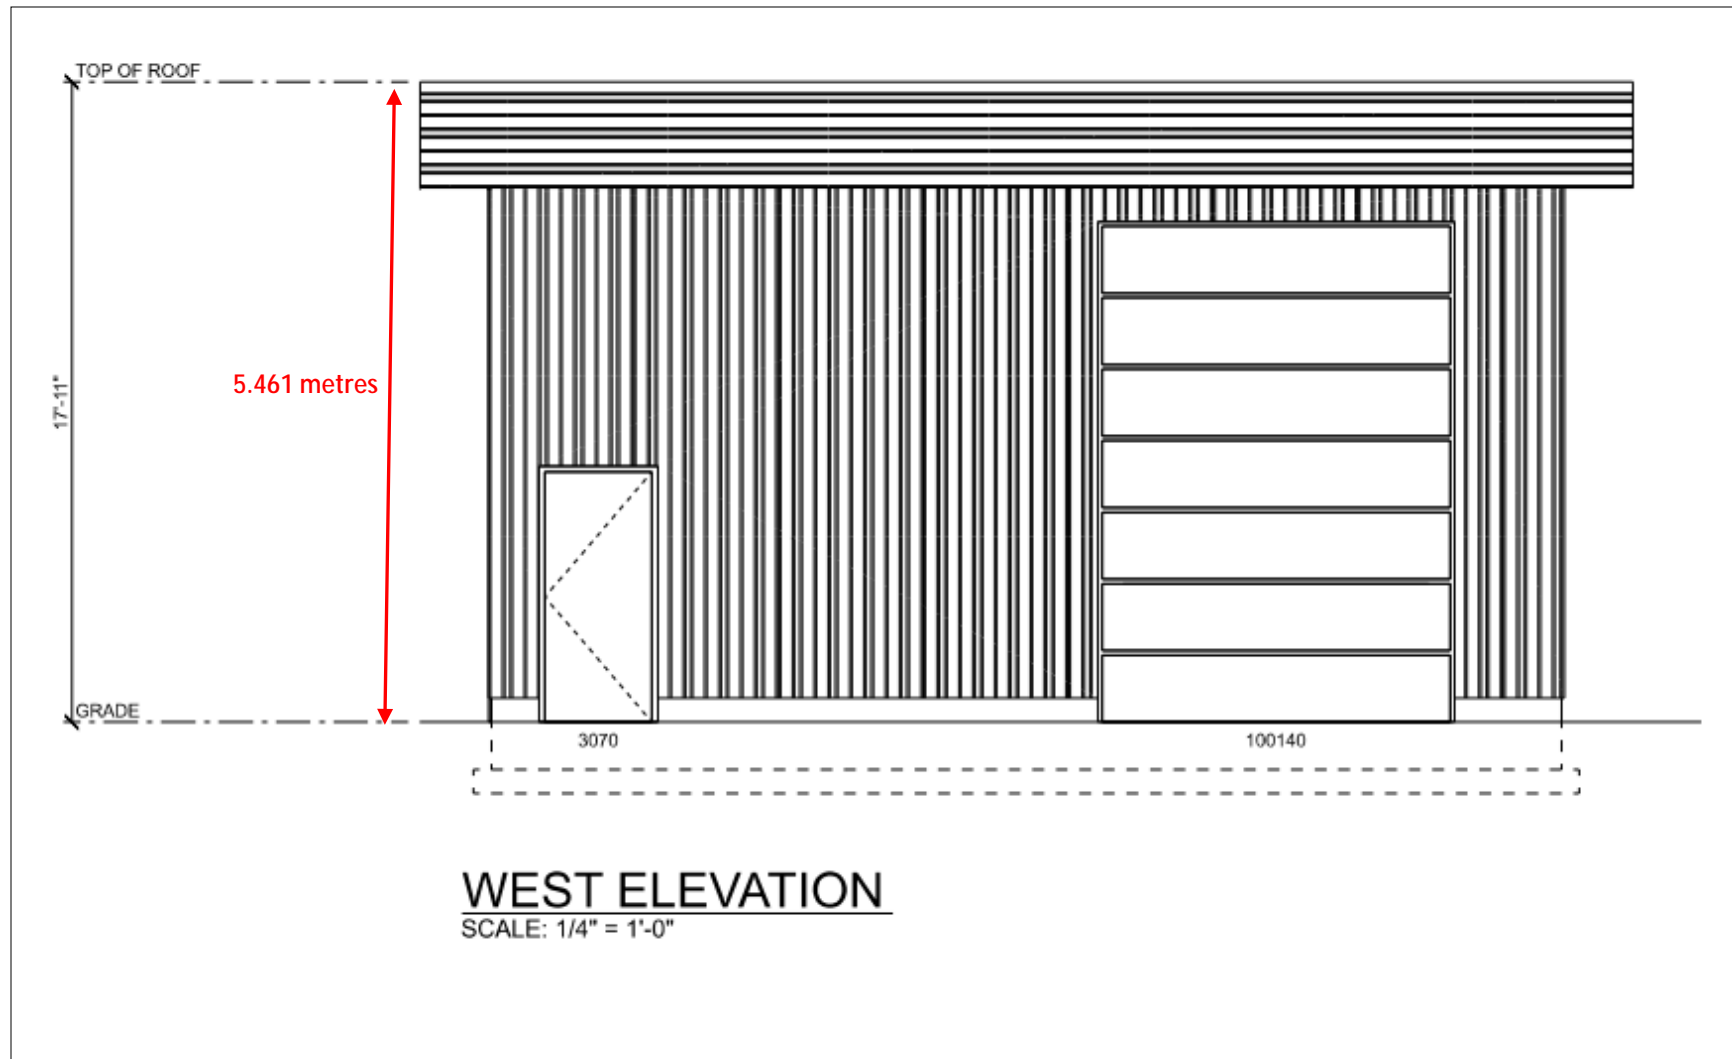 TOP OF ROOF
5.461 metres
17'-11"
GRADE
3070
100140
WEST ELEVATION
SCALE: 1/4" = 1'-0"